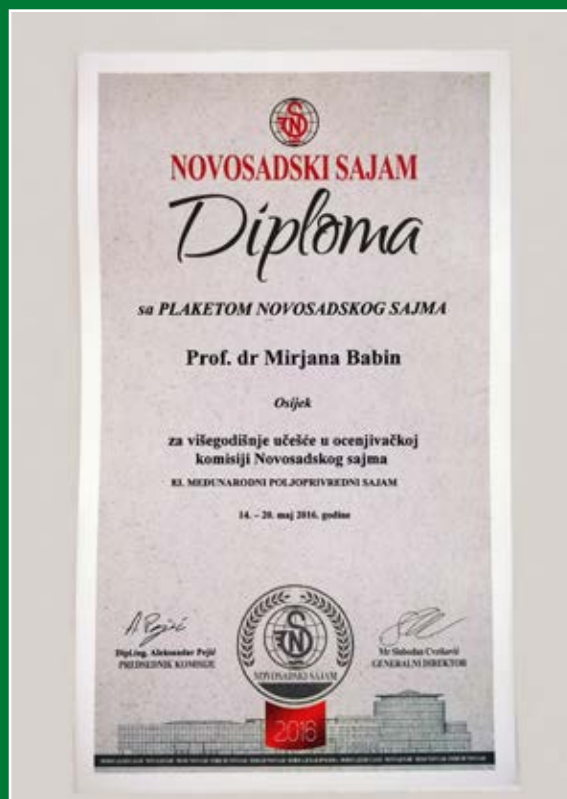 NOVOSADSKI SAJAM
Diploma
sa PLAKETOM NOVOSADSKOG SAJMA
Prof. dr Mirjana Babin
Osijek
za višegodišnje učešće u ocenjivačkoj
komisiji Novosadskog sajma
83. MEĐUNARODNI POLJOPRIVREDNI SAJAM
14. – 20. maj 2016. godine
Dipl.ing. Aleksandar Pejić
PREDSEDNIK KOMISIJE
Mr Slobodan Cvetković
GENERALNI DIREKTOR
NOVOSADSKI SAJAM
2016